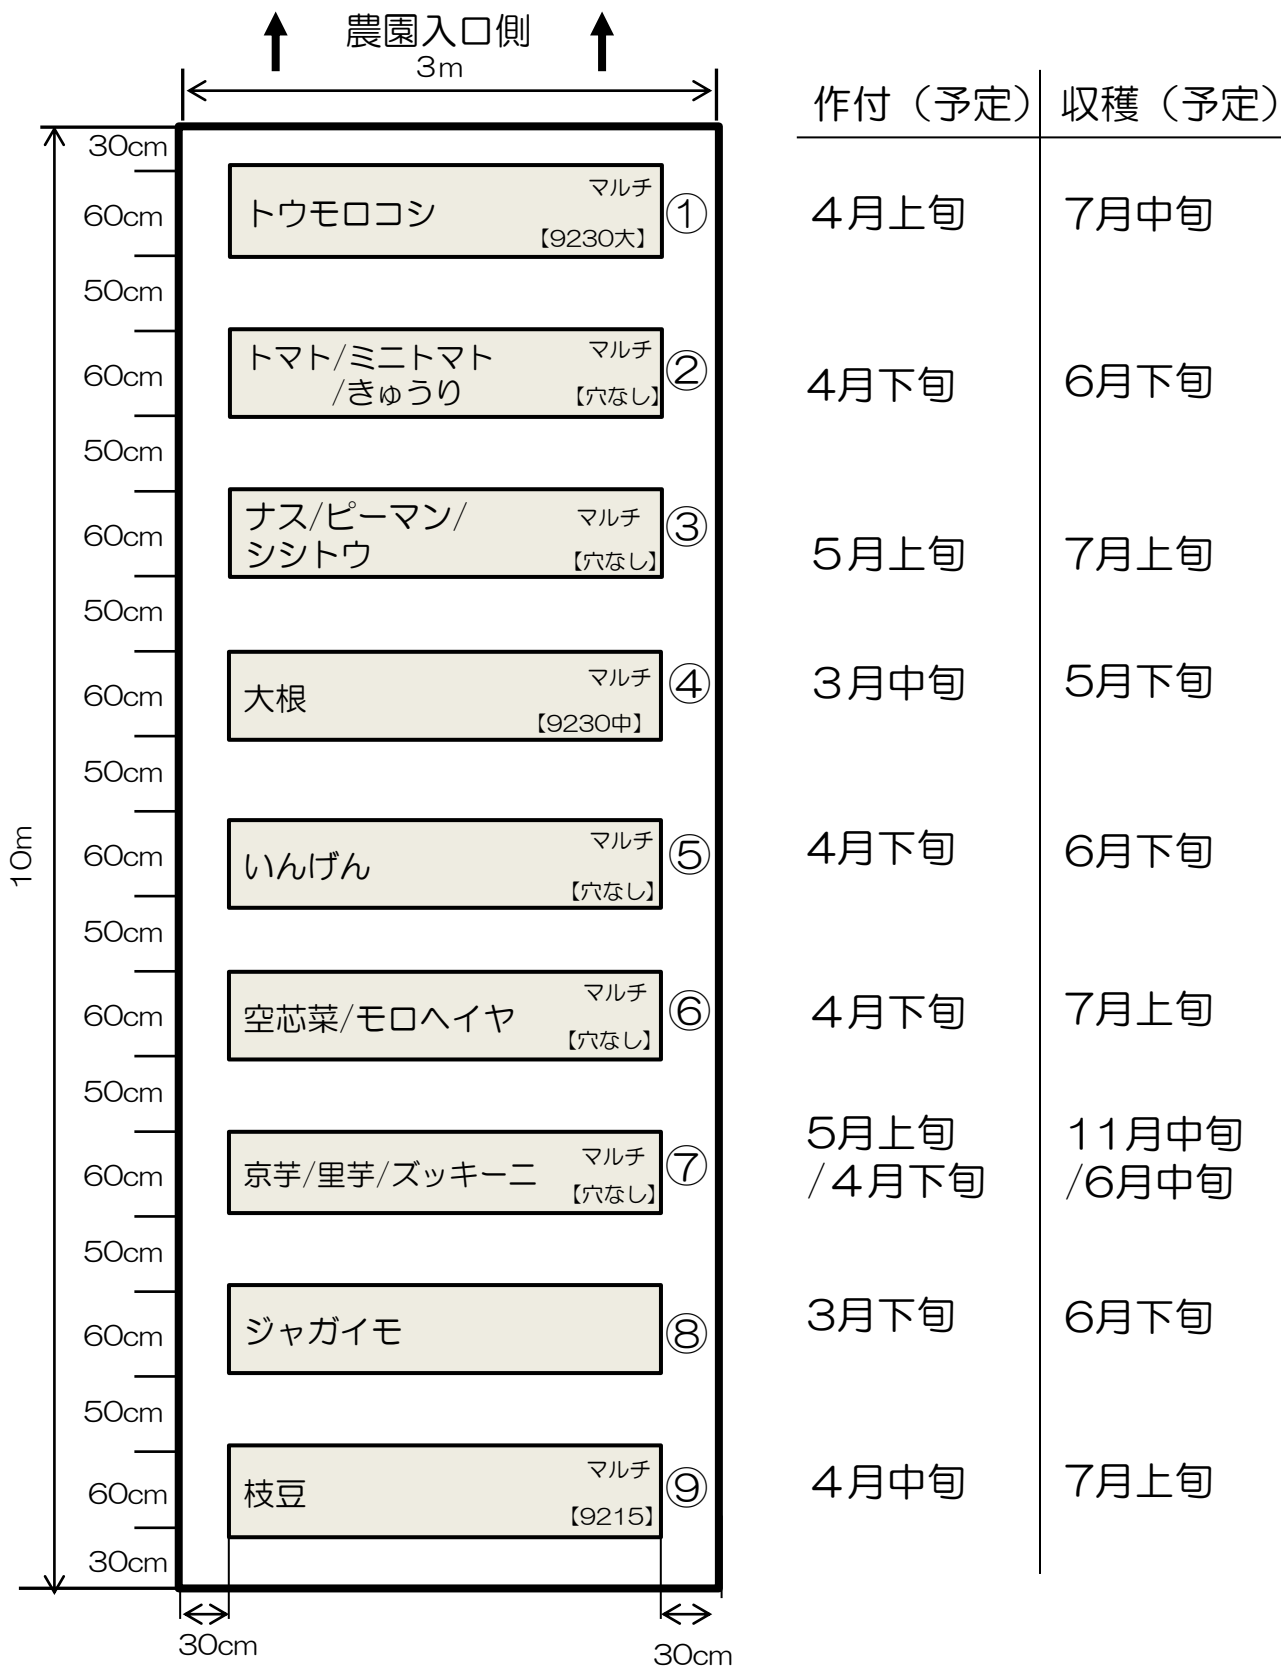 農園入口側
3m
作付（予定）
収穫（予定）
10m
30cm
60cm
トウモロコシ
マルチ
【9230大】
①
4月上旬
7月中旬
50cm
60cm
トマト/ミニトマト
/きゅうり
マルチ
【穴なし】
②
4月下旬
6月下旬
50cm
60cm
ナス/ピーマン/
シシトウ
マルチ
【穴なし】
③
5月上旬
7月上旬
50cm
60cm
大根
マルチ
【9230中】
④
3月中旬
5月下旬
50cm
60cm
いんげん
マルチ
【穴なし】
⑤
4月下旬
6月下旬
50cm
60cm
空芯菜/モロヘイヤ
マルチ
【穴なし】
⑥
4月下旬
7月上旬
50cm
60cm
京芋/里芋/ズッキーニ
マルチ
【穴なし】
⑦
5月上旬
/4月下旬
11月中旬
/6月中旬
50cm
60cm
ジャガイモ
⑧
3月下旬
6月下旬
50cm
60cm
枝豆
マルチ
【9215】
⑨
4月中旬
7月上旬
30cm
30cm
30cm